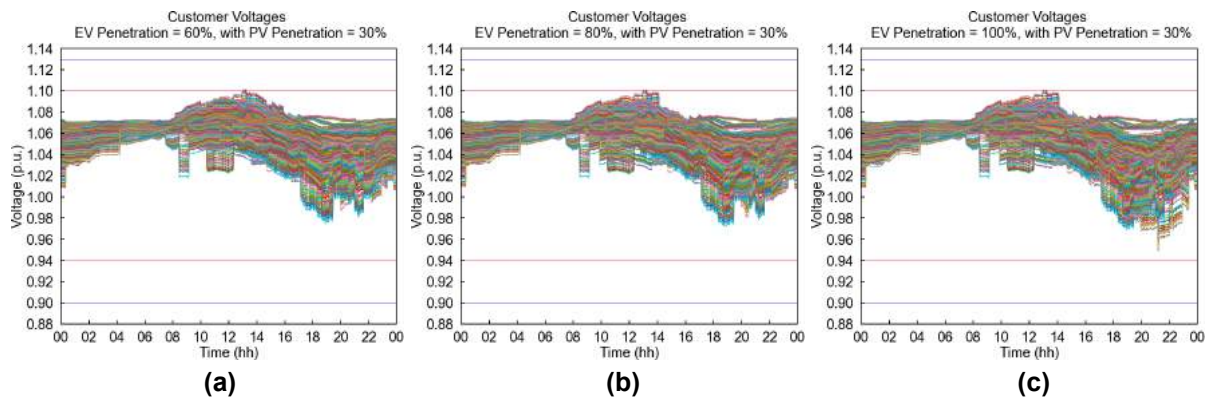 Customer Voltages
EV Penetration = 60%, with PV Penetration = 30%
1.14
1.12
1.10
1.08
1.06
1.04
1.02
1.00
0.98
0.96
0.94
0.92
0.90
0.88
Voltage (p.u.)
00 02 04 06 08 10 12 14 16 18 20 22 00
Time (hh)
(a)
Customer Voltages
EV Penetration = 80%, with PV Penetration = 30%
1.14
1.12
1.10
1.08
1.06
1.04
1.02
1.00
0.98
0.96
0.94
0.92
0.90
0.88
Voltage (p.u.)
00 02 04 06 08 10 12 14 16 18 20 22 00
Time (hh)
(b)
Customer Voltages
EV Penetration = 100%, with PV Penetration = 30%
1.14
1.12
1.10
1.08
1.06
1.04
1.02
1.00
0.98
0.96
0.94
0.92
0.90
0.88
Voltage (p.u.)
00 02 04 06 08 10 12 14 16 18 20 22 00
Time (hh)
(c)